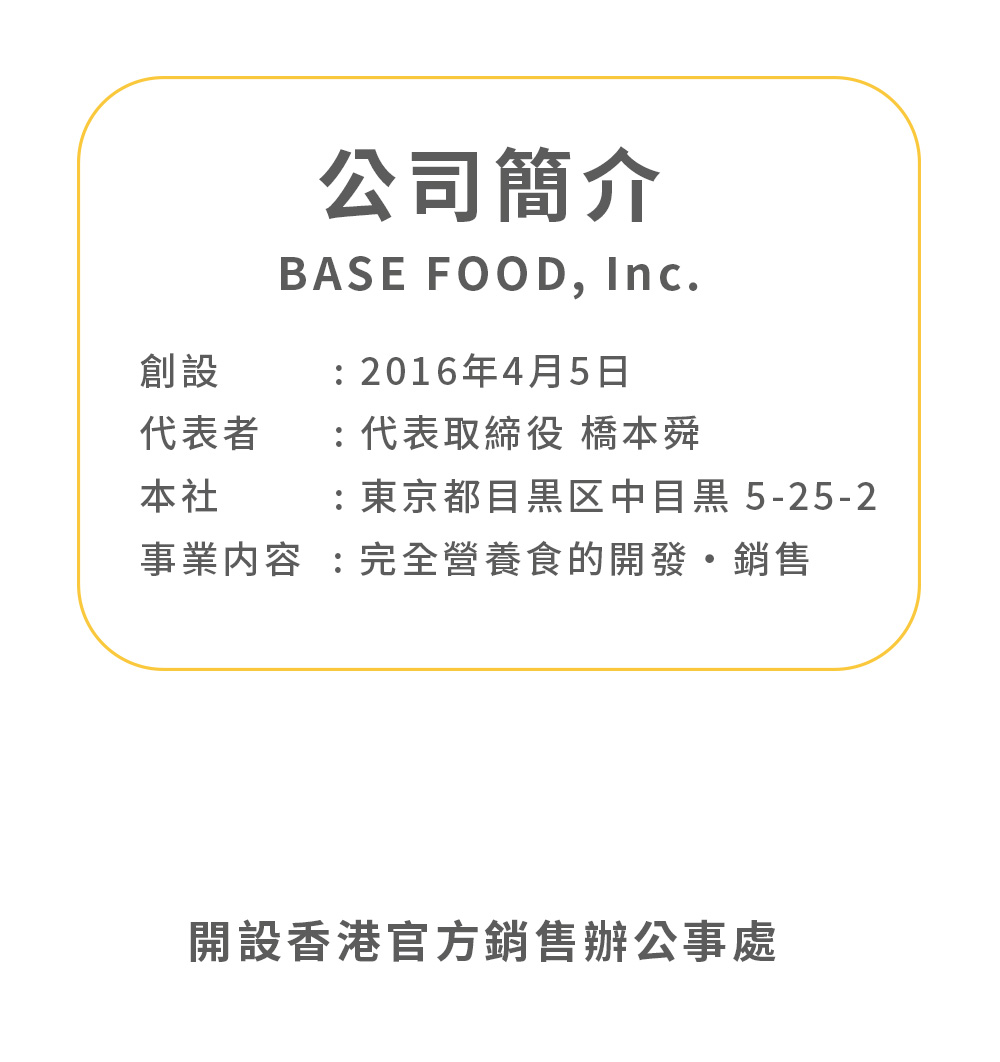 公司簡介
BASE FOOD, Inc.
創設 : 2016年4月5日
代表者 : 代表取締役 橋本舜
本社 : 東京都目黒区中目黒 5-25-2
事業内容 : 完全營養食的開發・銷售
開設香港官方銷售辦公事處